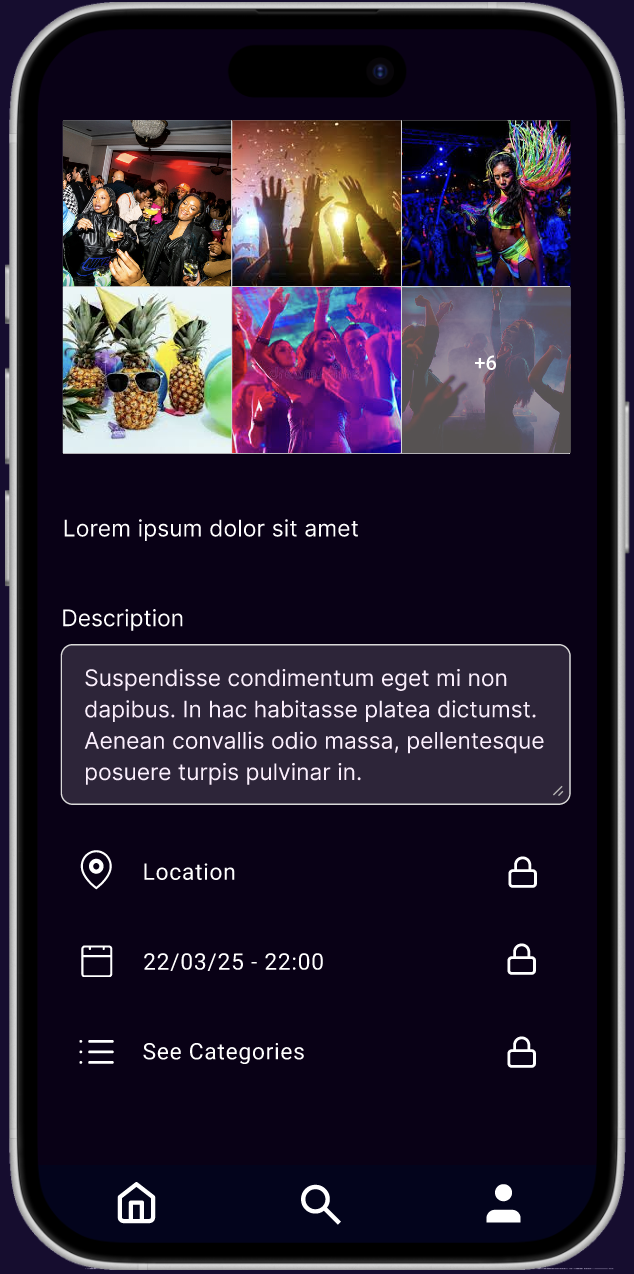 +6
Lorem ipsum dolor sit amet
Description
Suspendisse condimentum eget mi non
dapibus. In hac habitasse platea dictumst.
Aenean convallis odio massa, pellentesque
posuere turpis pulvinar in.
Location
22/03/25 - 22:00
See Categories